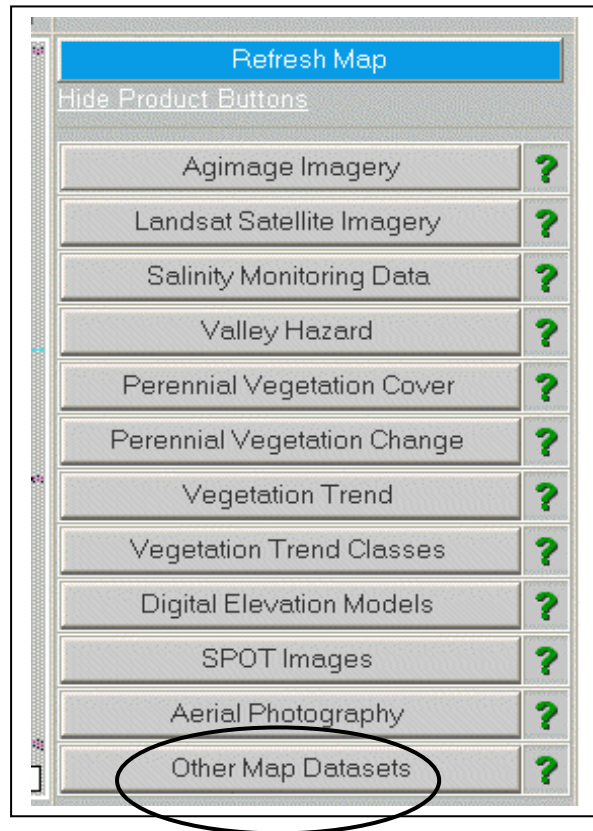 Refresh Map
Hide Product Buttons
Agimage Imagery ?
Landsat Satellite Imagery ?
Salinity Monitoring Data ?
Valley Hazard ?
Perennial Vegetation Cover ?
Perennial Vegetation Change ?
Vegetation Trend ?
Vegetation Trend Classes ?
Digital Elevation Models ?
SPOT Images ?
Aerial Photography ?
Other Map Datasets ?